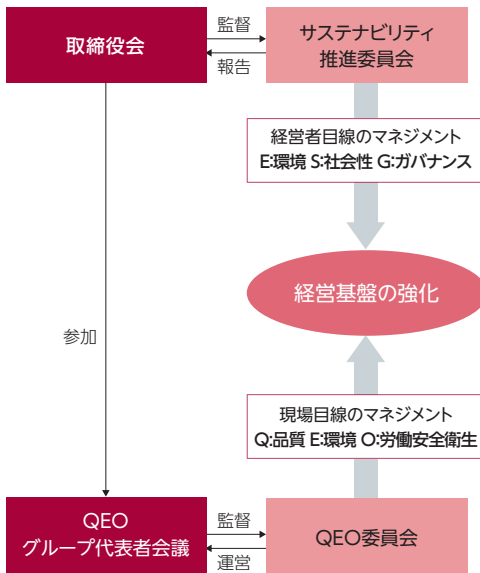 取締役会
監督
報告
サステナビリティ
推進委員会
経営者目線のマネジメント
E:環境 S:社会性 G:ガバナンス
経営基盤の強化
参加
現場目線のマネジメント
Q:品質 E:環境 O:労働安全衛生
QEO
グループ代表者会議
監督
運営
QEO委員会